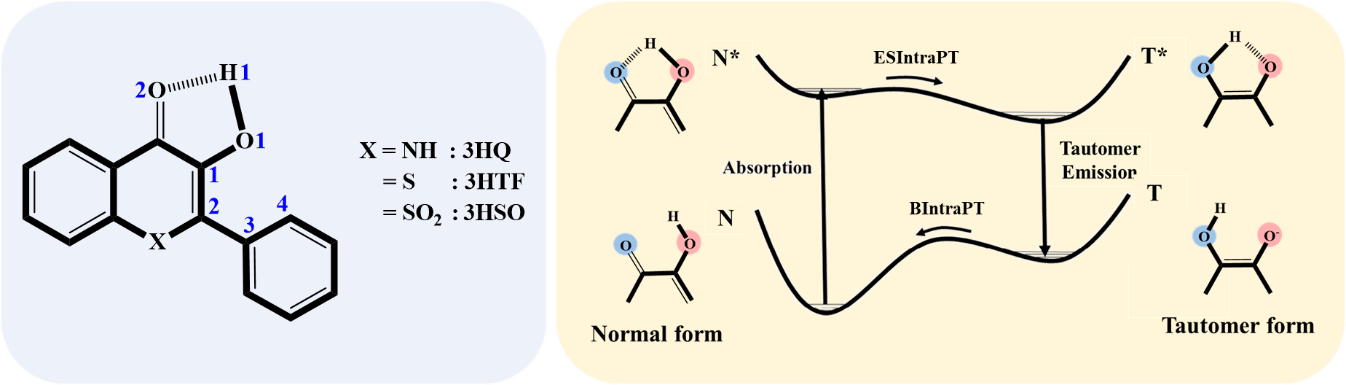 H 1
2 O
O 1
1
2
3
4
X
X = NH : 3HQ
= S : 3HTF
= SO₂ : 3HSO
H
O
O
N*
ESIntraPT
T*
H
O
O
Absorption
Tautomer
Emission
N
H
O
O
BIntraPT
T
H
O
O⁻
Normal form
Tautomer form